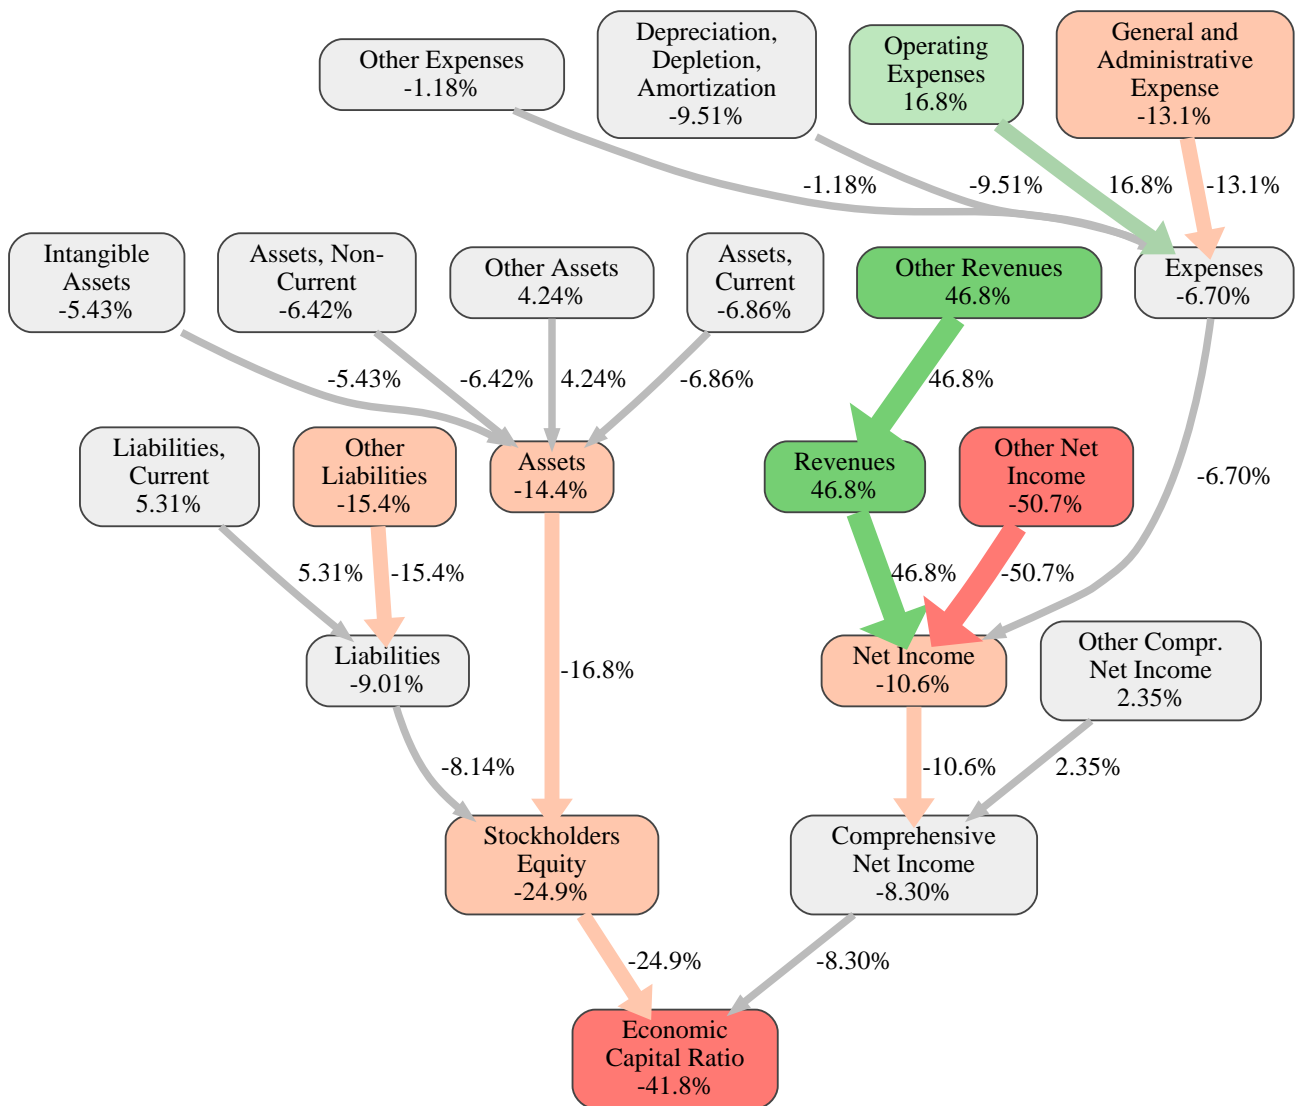 Other Expenses
-1.18%
Depreciation,
Depletion,
Amortization
-9.51%
Operating
Expenses
16.8%
General and
Administrative
Expense
-13.1%
-1.18%
-9.51%
16.8%
-13.1%
Intangible
Assets
-5.43%
Assets, Non-
Current
-6.42%
Other Assets
4.24%
Assets,
Current
-6.86%
Other Revenues
46.8%
Expenses
-6.70%
-5.43%
-6.42%
4.24%
-6.86%
46.8%
Liabilities,
Current
5.31%
Other
Liabilities
-15.4%
Assets
-14.4%
Revenues
46.8%
Other Net
Income
-50.7%
-6.70%
5.31%
-15.4%
46.8%
-50.7%
Liabilities
-9.01%
-16.8%
Net Income
-10.6%
Other Compr.
Net Income
2.35%
-8.14%
-10.6%
2.35%
Stockholders
Equity
-24.9%
Comprehensive
Net Income
-8.30%
-24.9%
-8.30%
Economic
Capital Ratio
-41.8%